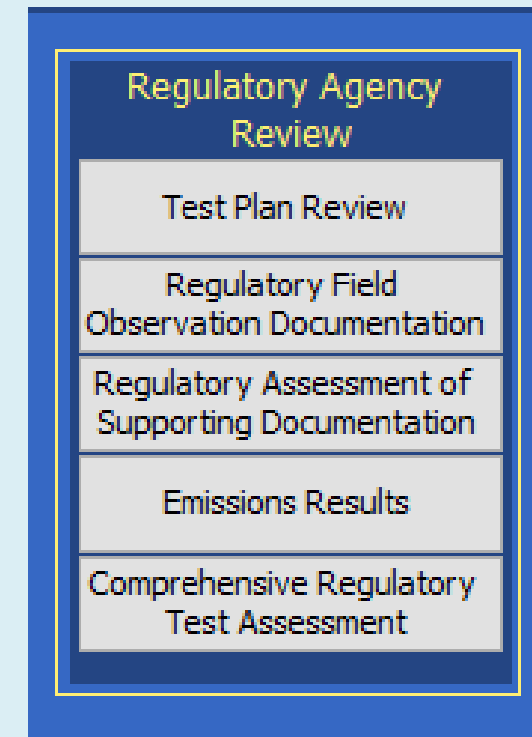 Regulatory Agency
Review
Test Plan Review
Regulatory Field
Observation Documentation
Regulatory Assessment of
Supporting Documentation
Emissions Results
Comprehensive Regulatory
Test Assessment